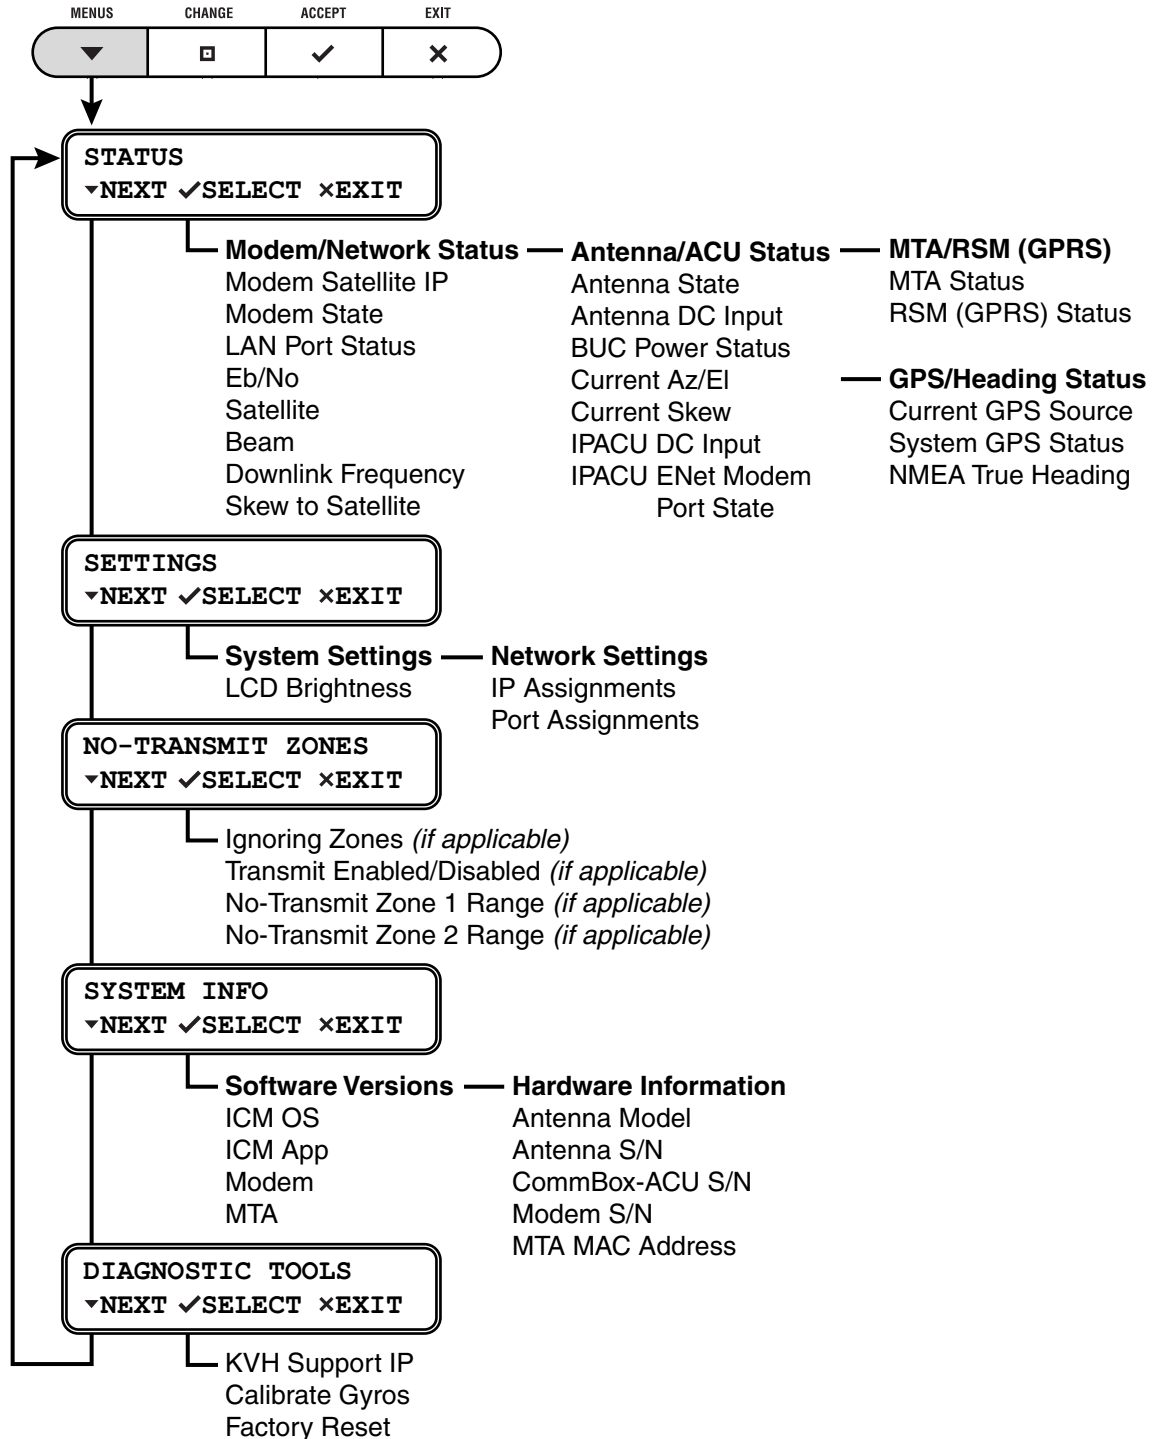 MENUS CHANGE ACCEPT EXIT
STATUS
NEXT ✓SELECT ×EXIT
Modem/Network Status
Modem Satellite IP
Modem State
LAN Port Status
Eb/No
Satellite
Beam
Downlink Frequency
Skew to Satellite
Antenna/ACU Status
Antenna State
Antenna DC Input
BUC Power Status
Current Az/El
Current Skew
IPACU DC Input
IPACU ENet Modem
Port State
MTA/RSM (GPRS)
MTA Status
RSM (GPRS) Status
GPS/Heading Status
Current GPS Source
System GPS Status
NMEA True Heading
SETTINGS
NEXT ✓SELECT ×EXIT
System Settings
LCD Brightness
Network Settings
IP Assignments
Port Assignments
NO-TRANSMIT ZONES
NEXT ✓SELECT ×EXIT
Ignoring Zones (if applicable)
Transmit Enabled/Disabled (if applicable)
No-Transmit Zone 1 Range (if applicable)
No-Transmit Zone 2 Range (if applicable)
SYSTEM INFO
NEXT ✓SELECT ×EXIT
Software Versions
ICM OS
ICM App
Modem
MTA
Hardware Information
Antenna Model
Antenna S/N
CommBox-ACU S/N
Modem S/N
MTA MAC Address
DIAGNOSTIC TOOLS
NEXT ✓SELECT ×EXIT
KVH Support IP
Calibrate Gyros
Factory Reset